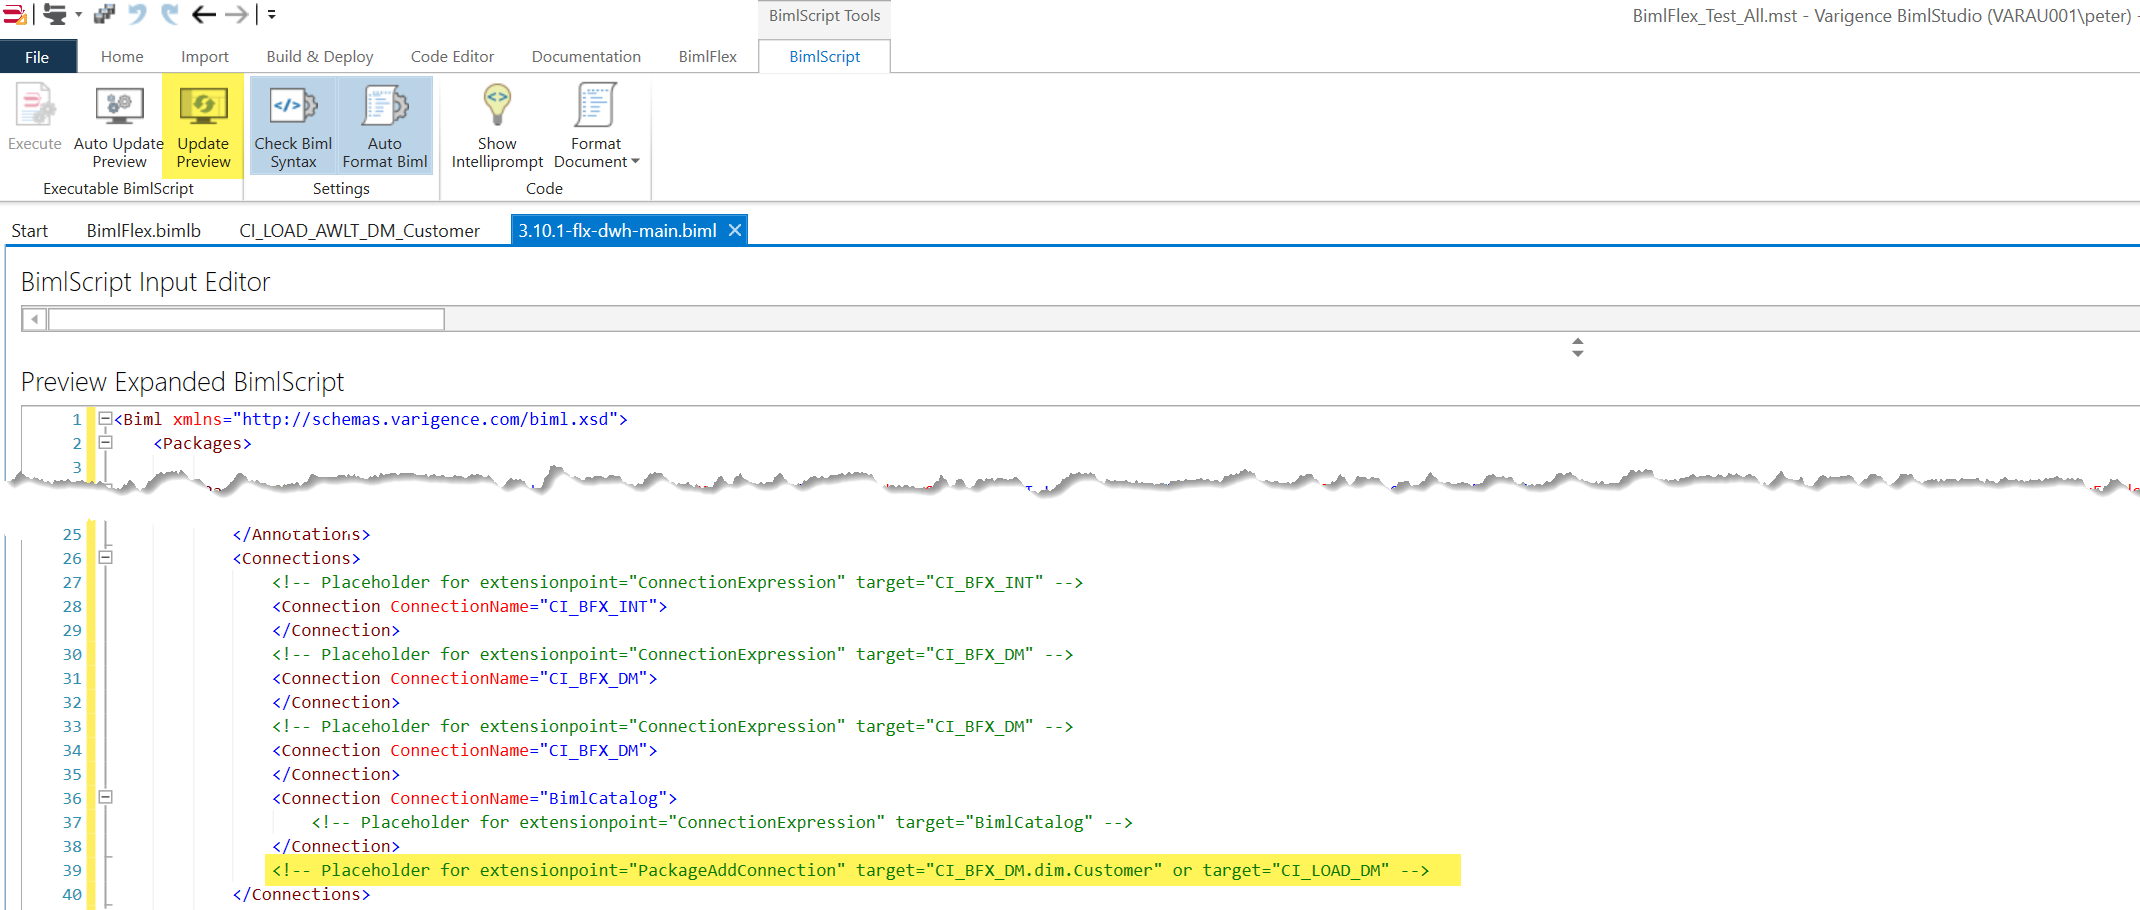 BimlScript Tools
BimlFlex_Test_All.mst - Varigence BimlStudio (VARAU001\peter) -
File Home Import Build & Deploy Code Editor Documentation BimlFlex BimlScript
Execute Auto Update Preview Update Preview Check Biml Syntax Auto Format Biml Show Intelliprompt Format Document
Executable BimlScript Settings Code
Start BimlFlex.bimlb CI_LOAD_AWLT_DM_Customer 3.10.1-flx-dwh-main.biml
BimlScript Input Editor
Preview Expanded BimlScript
1 <Biml xmlns="http://schemas.varigence.com/biml.xsd">
2 <Packages>
3
25 </Annotations>
26 <Connections>
27 <!-- Placeholder for extensionpoint="ConnectionExpression" target="CI_BFX_INT" -->
28 <Connection ConnectionName="CI_BFX_INT">
29 </Connection>
30 <!-- Placeholder for extensionpoint="ConnectionExpression" target="CI_BFX_DM" -->
31 <Connection ConnectionName="CI_BFX_DM">
32 </Connection>
33 <!-- Placeholder for extensionpoint="ConnectionExpression" target="CI_BFX_DM" -->
34 <Connection ConnectionName="CI_BFX_DM">
35 </Connection>
36 <Connection ConnectionName="BimlCatalog">
37 <!-- Placeholder for extensionpoint="ConnectionExpression" target="BimlCatalog" -->
38 </Connection>
39 <!-- Placeholder for extensionpoint="PackageAddConnection" target="CI_BFX_DM.dim.Customer" or target="CI_LOAD_DM" -->
40 </Connections>